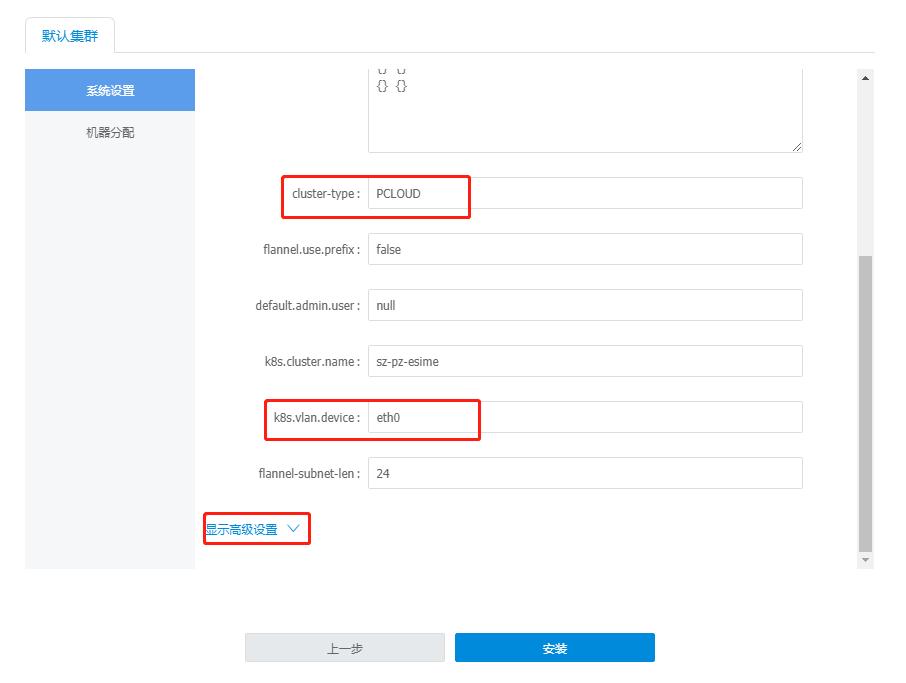 默认集群
系统设置
机器分配
{} {}
cluster-type : PCLOUD
flannel.use.prefix : false
default.admin.user : null
k8s.cluster.name : sz-pz-esime
k8s.vlan.device : eth0
flannel-subnet-len : 24
显示高级设置
上一步
安装